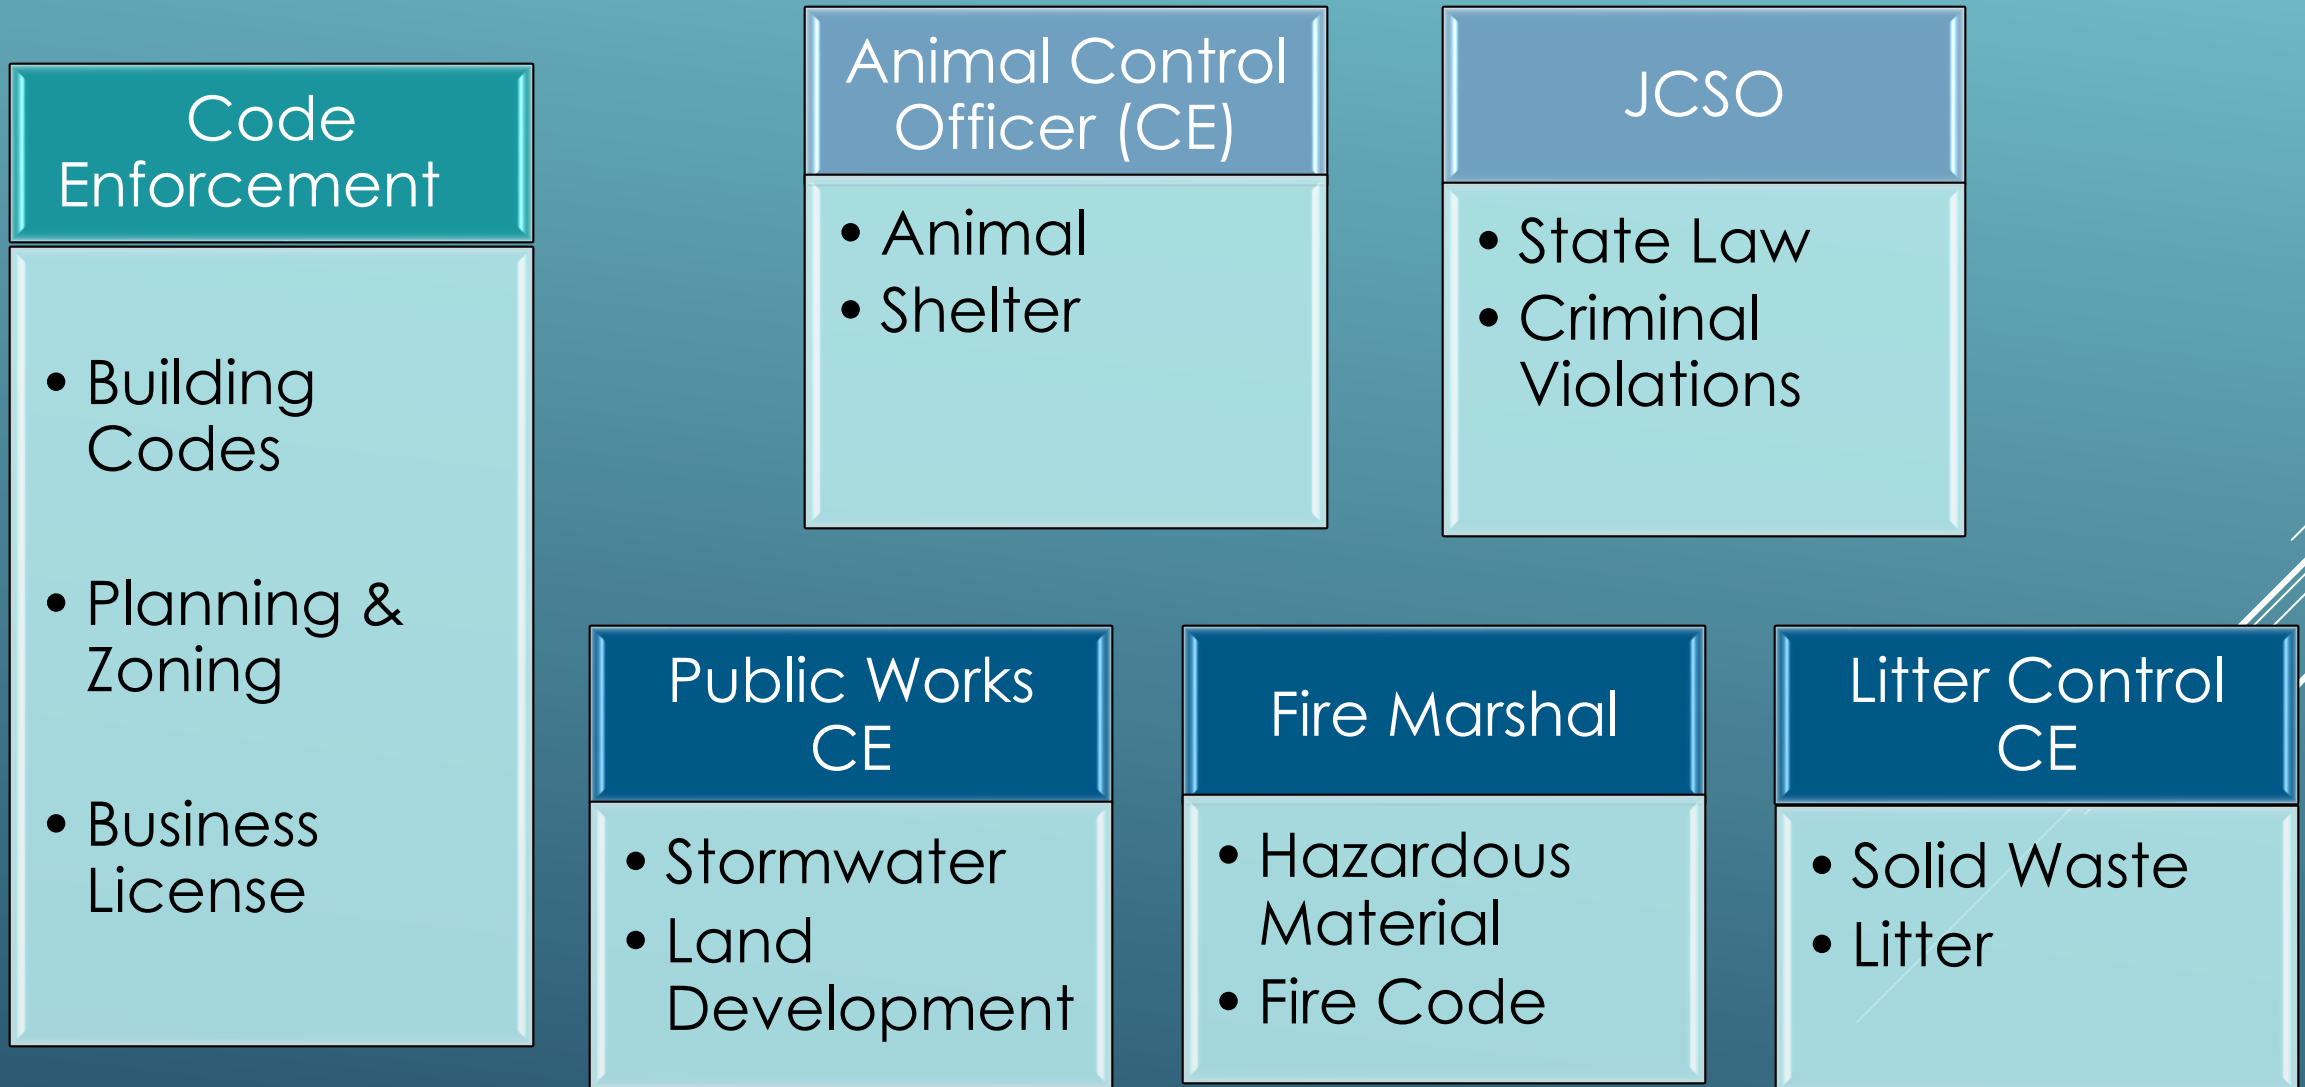 Code
Enforcement
• Building
Codes
• Planning &
Zoning
• Business
License
Animal Control
Officer (CE)
• Animal
• Shelter
JCSO
• State Law
• Criminal
Violations
Public Works
CE
• Stormwater
• Land
Development
Fire Marshal
• Hazardous
Material
• Fire Code
Litter Control
CE
• Solid Waste
• Litter